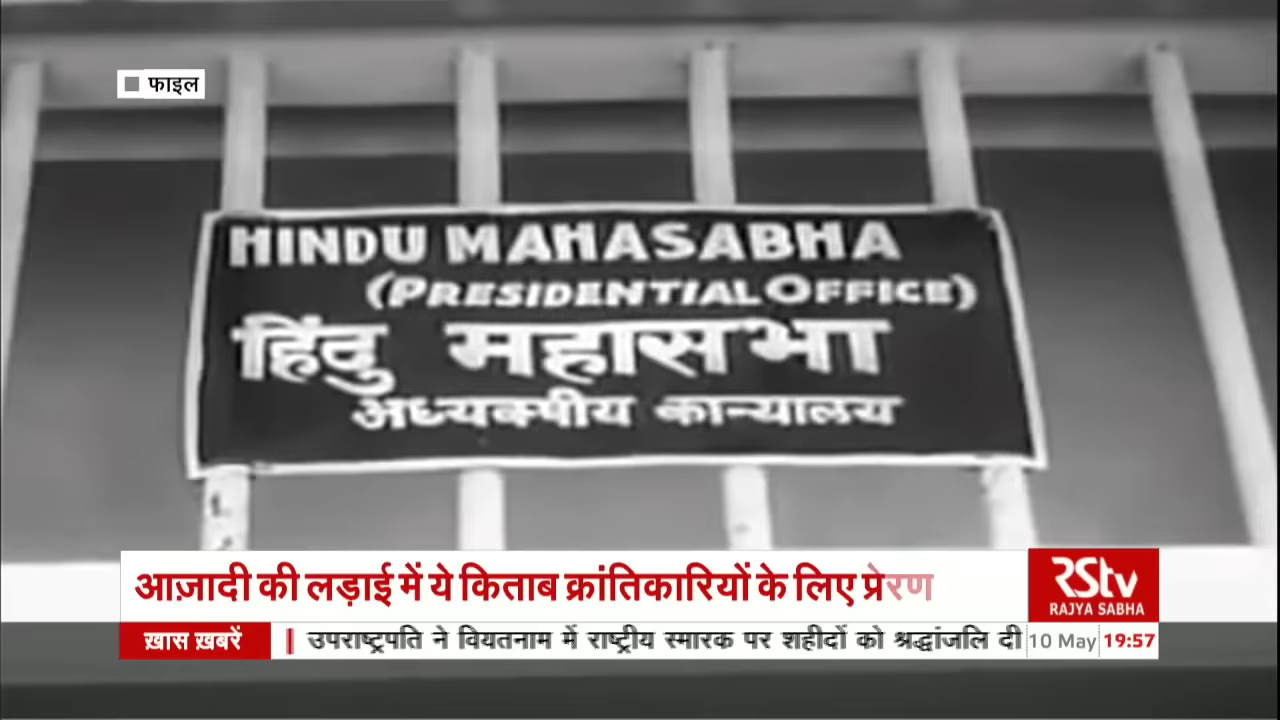 फाइल
HINDU MAHASABHA
(PRESIDENTIAL OFFICE)
हिंदु महासभा
अध्यक्षीय कान्यालय
आज़ादी की लड़ाई में ये किताब क्रांतिकारियों के लिए प्रेरण
RStv
RAJYA SABHA
ख़ास ख़बरें
उपराष्ट्रपति ने वियतनाम में राष्ट्रीय स्मारक पर शहीदों को श्रद्धांजलि दी
10 May 19:57